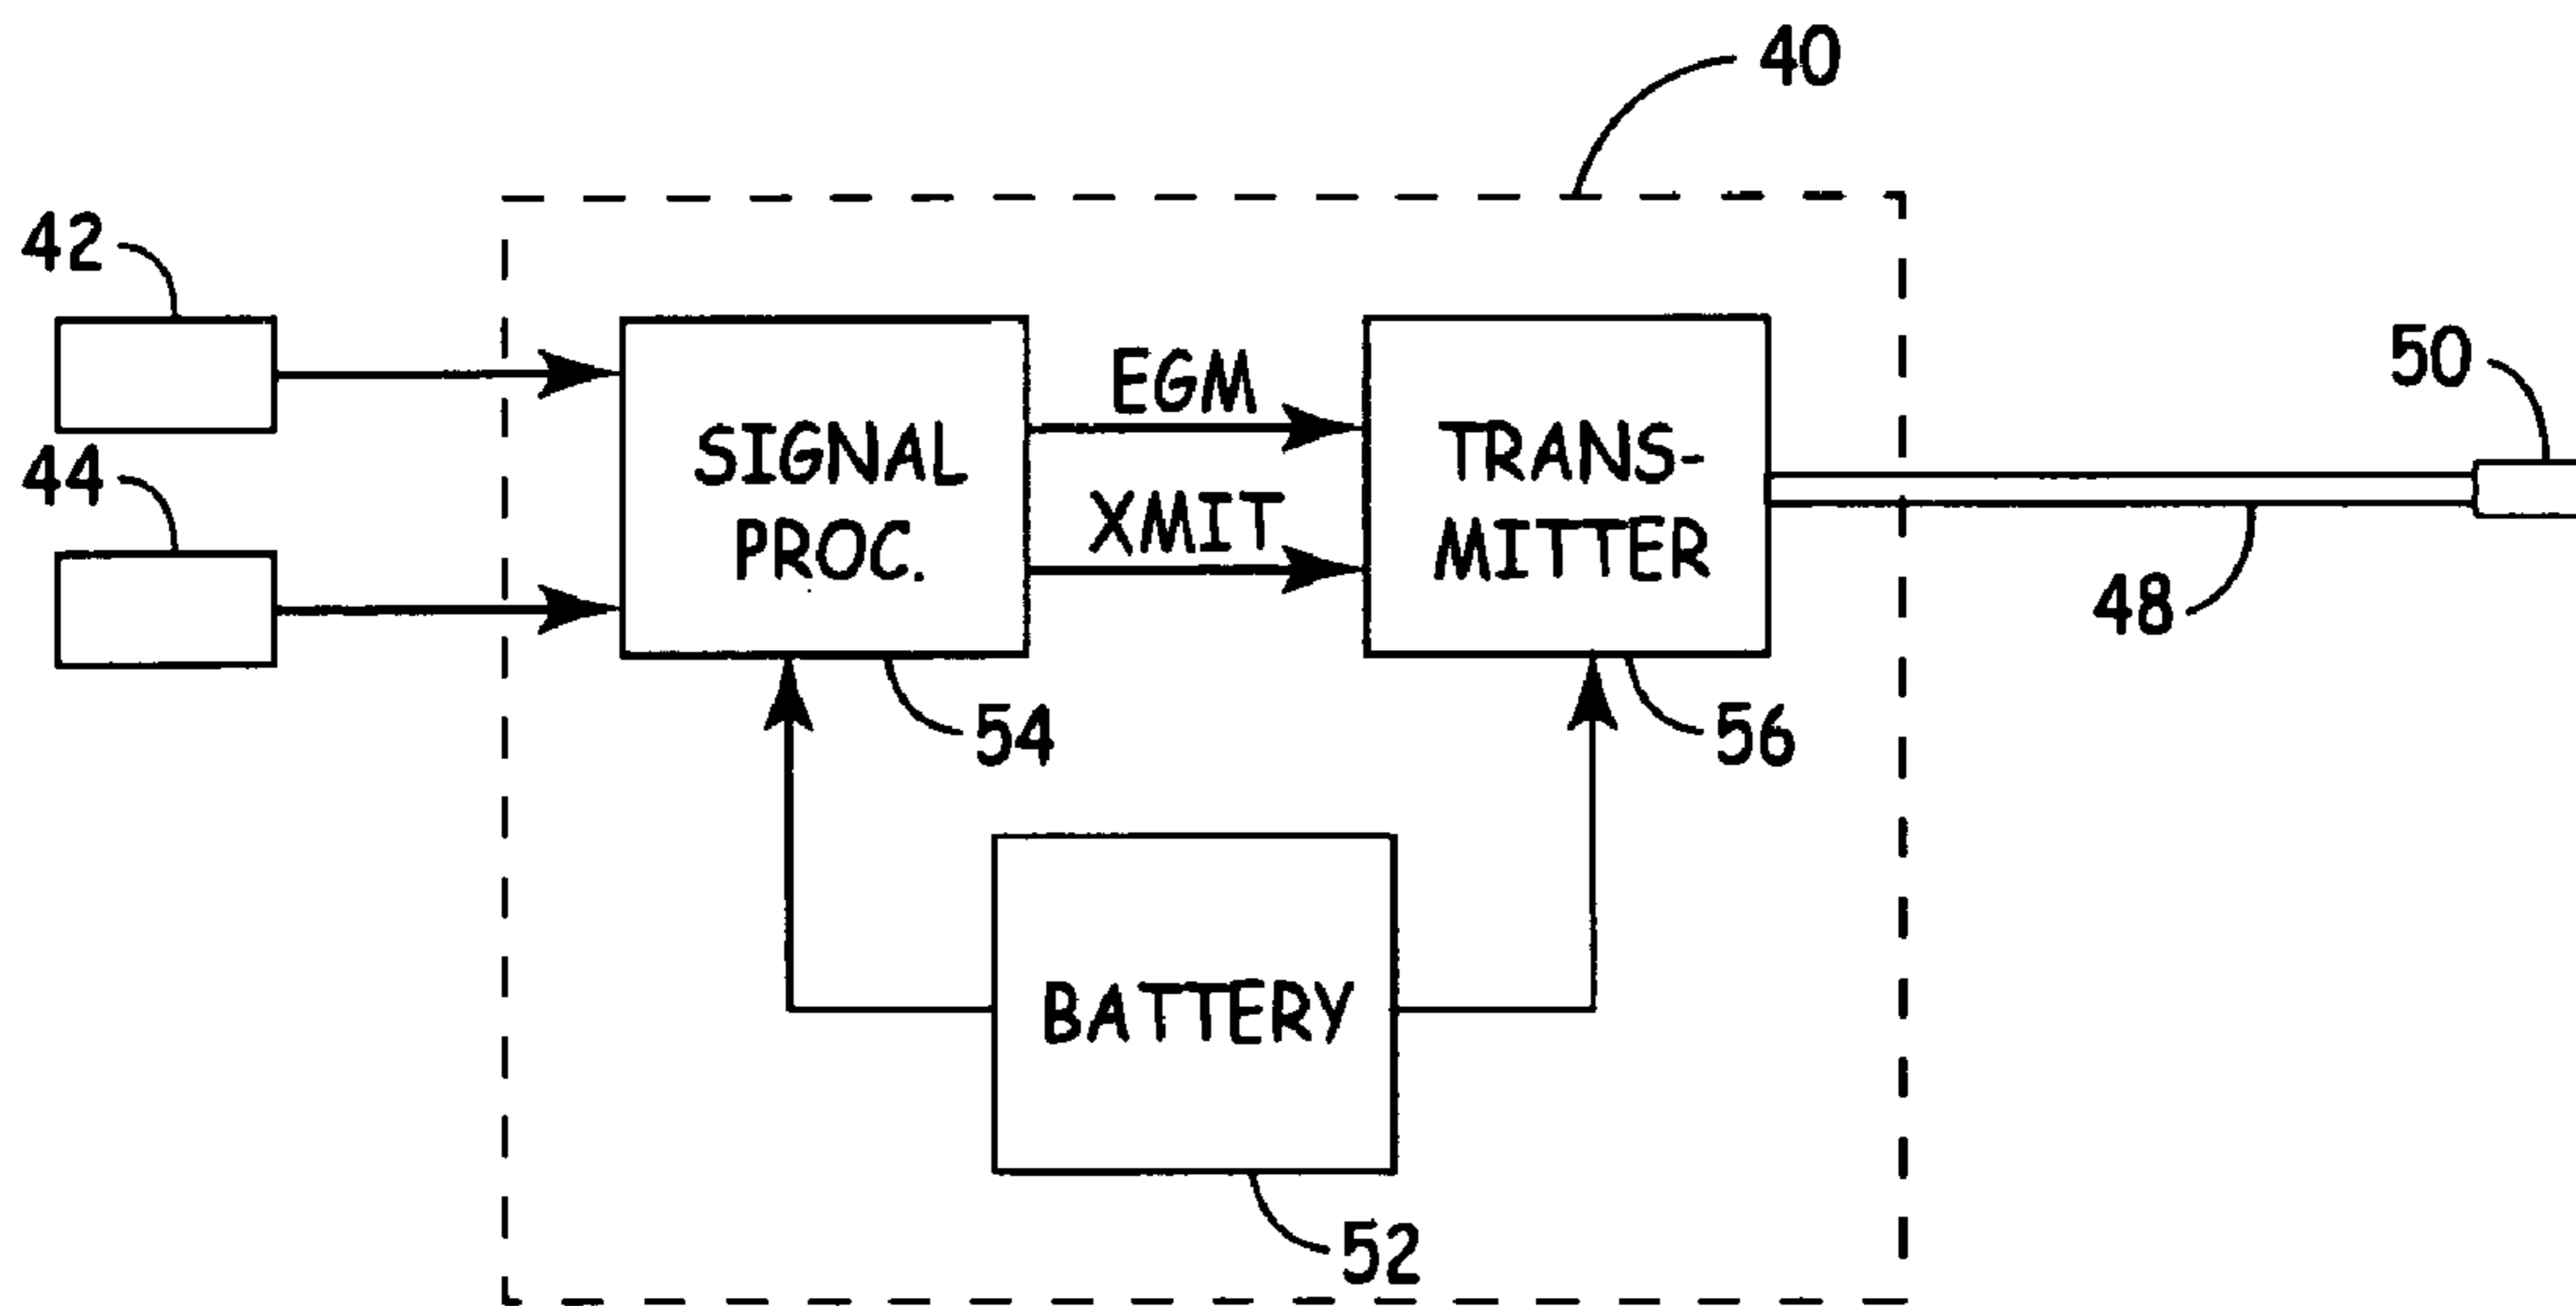 40
42
44
SIGNAL
PROC.
EGM
XMIT
TRANS-
MITTER
50
48
54
56
BATTERY
52